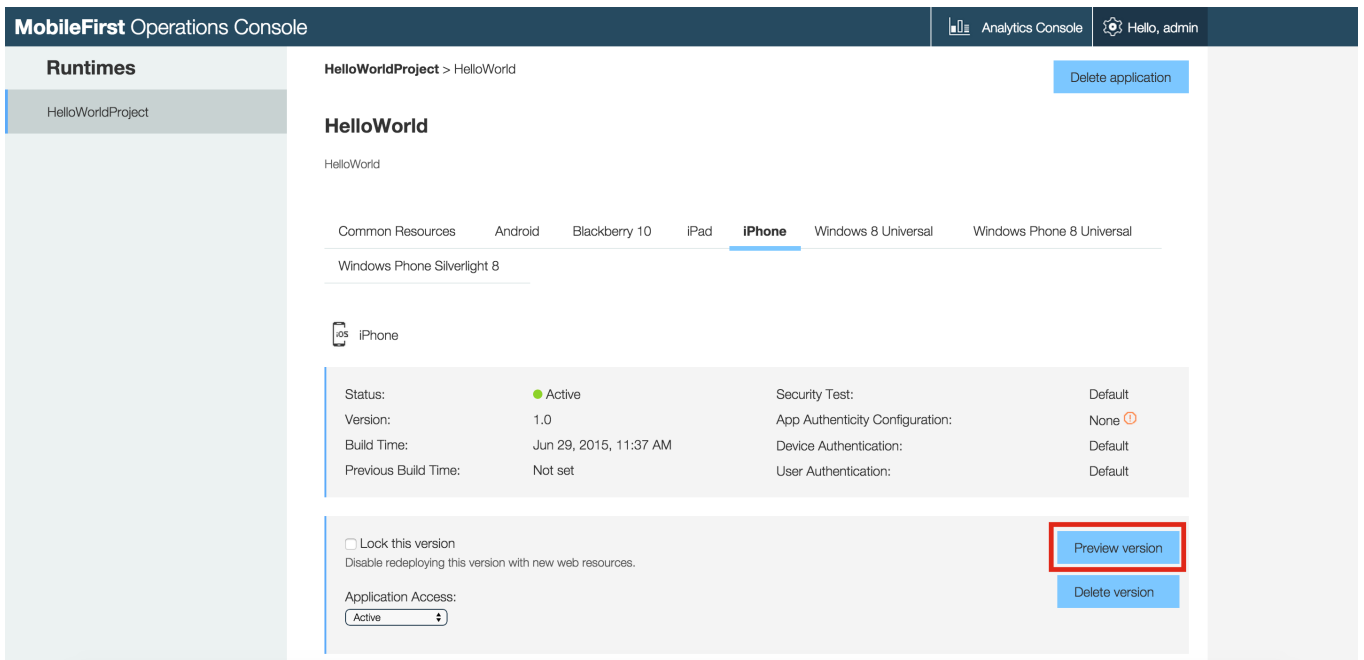 MobileFirst Operations Console
Analytics Console
Hello, admin
Runtimes
HelloWorldProject
HelloWorldProject > HelloWorld
Delete application
HelloWorld
HelloWorld
Common Resources Android Blackberry 10 iPad iPhone Windows 8 Universal Windows Phone 8 Universal
Windows Phone Silverlight 8
iOS iPhone
Status: Active Security Test: Default
Version: 1.0 App Authenticity Configuration: None
Build Time: Jun 29, 2015, 11:37 AM Device Authentication: Default
Previous Build Time: Not set User Authentication: Default
Lock this version
Preview version
Disable redeploying this version with new web resources.
Delete version
Application Access:
Active